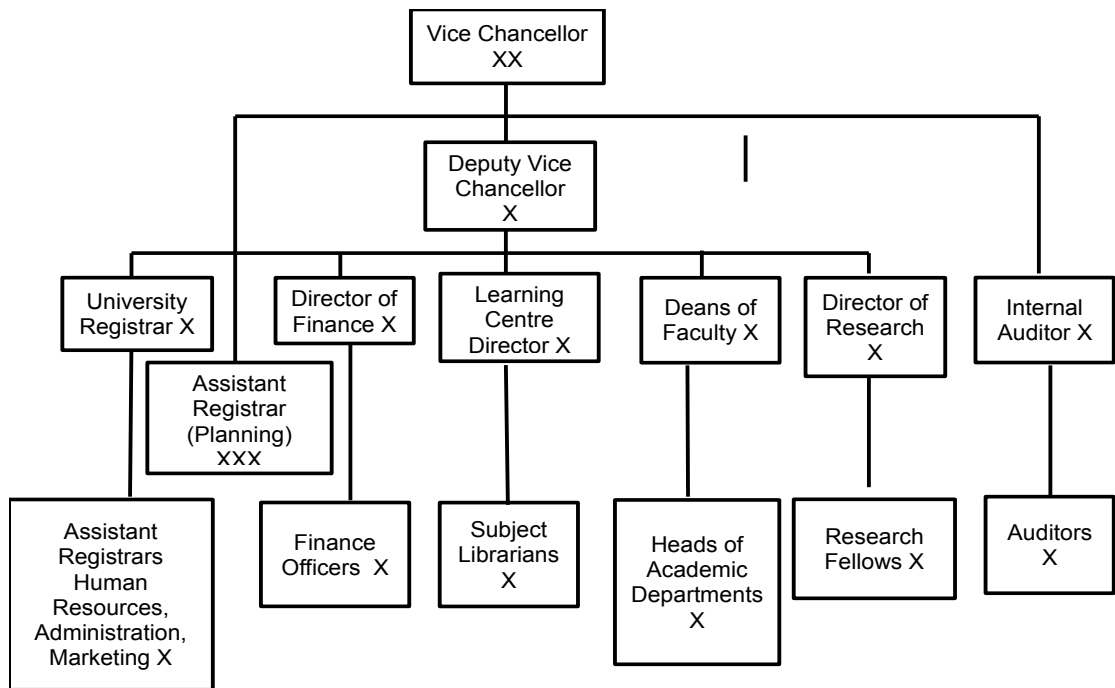 Vice Chancellor
XX
Deputy Vice
Chancellor
X
University
Registrar X
Director of
Finance X
Learning
Centre
Director X
Deans of
Faculty X
Director of
Research
X
Internal
Auditor X
Assistant
Registrar
(Planning)
XXX
Assistant
Registrars
Human
Resources,
Administration,
Marketing X
Finance
Officers X
Subject
Librarians
X
Heads of
Academic
Departments
X
Research
Fellows X
Auditors
X